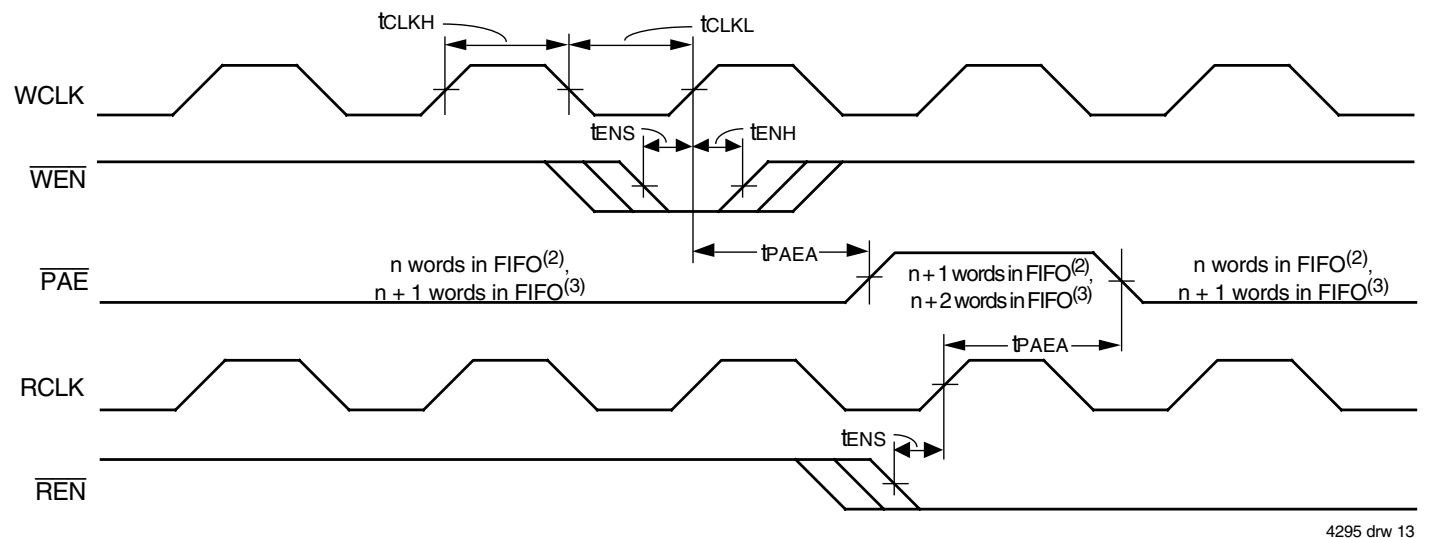 tCLKH
tCLKL
WCLK
tENS
tENH
WEN
tPAEA
PAE
n words in FIFO(2),
n + 1 words in FIFO(3)
n + 1 words in FIFO(2),
n + 2 words in FIFO(3)
n words in FIFO(2),
n + 1 words in FIFO(3)
tPAEA
RCLK
tENS
REN
4295 drw 13